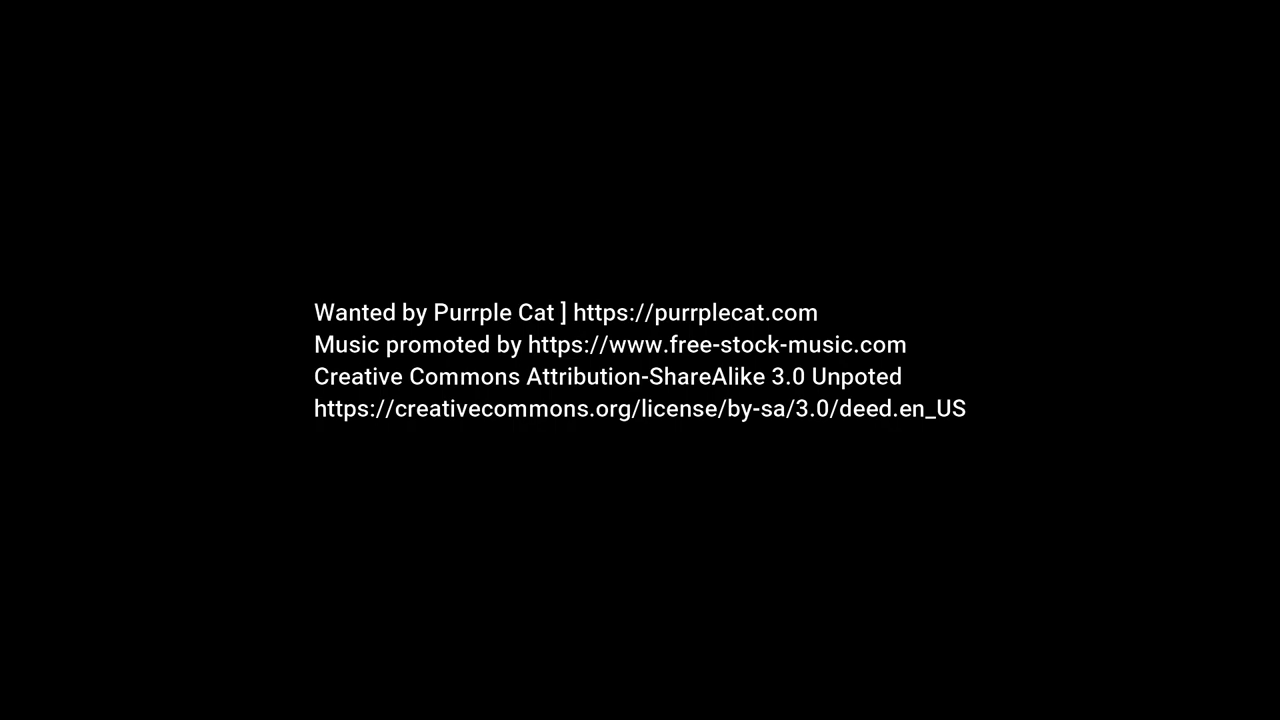 Wanted by Purrple Cat ] https://purrplecat.com
Music promoted by https://www.free-stock-music.com
Creative Commons Attribution-ShareAlike 3.0 Unpoted
https://creativecommons.org/license/by-sa/3.0/deed.en_US